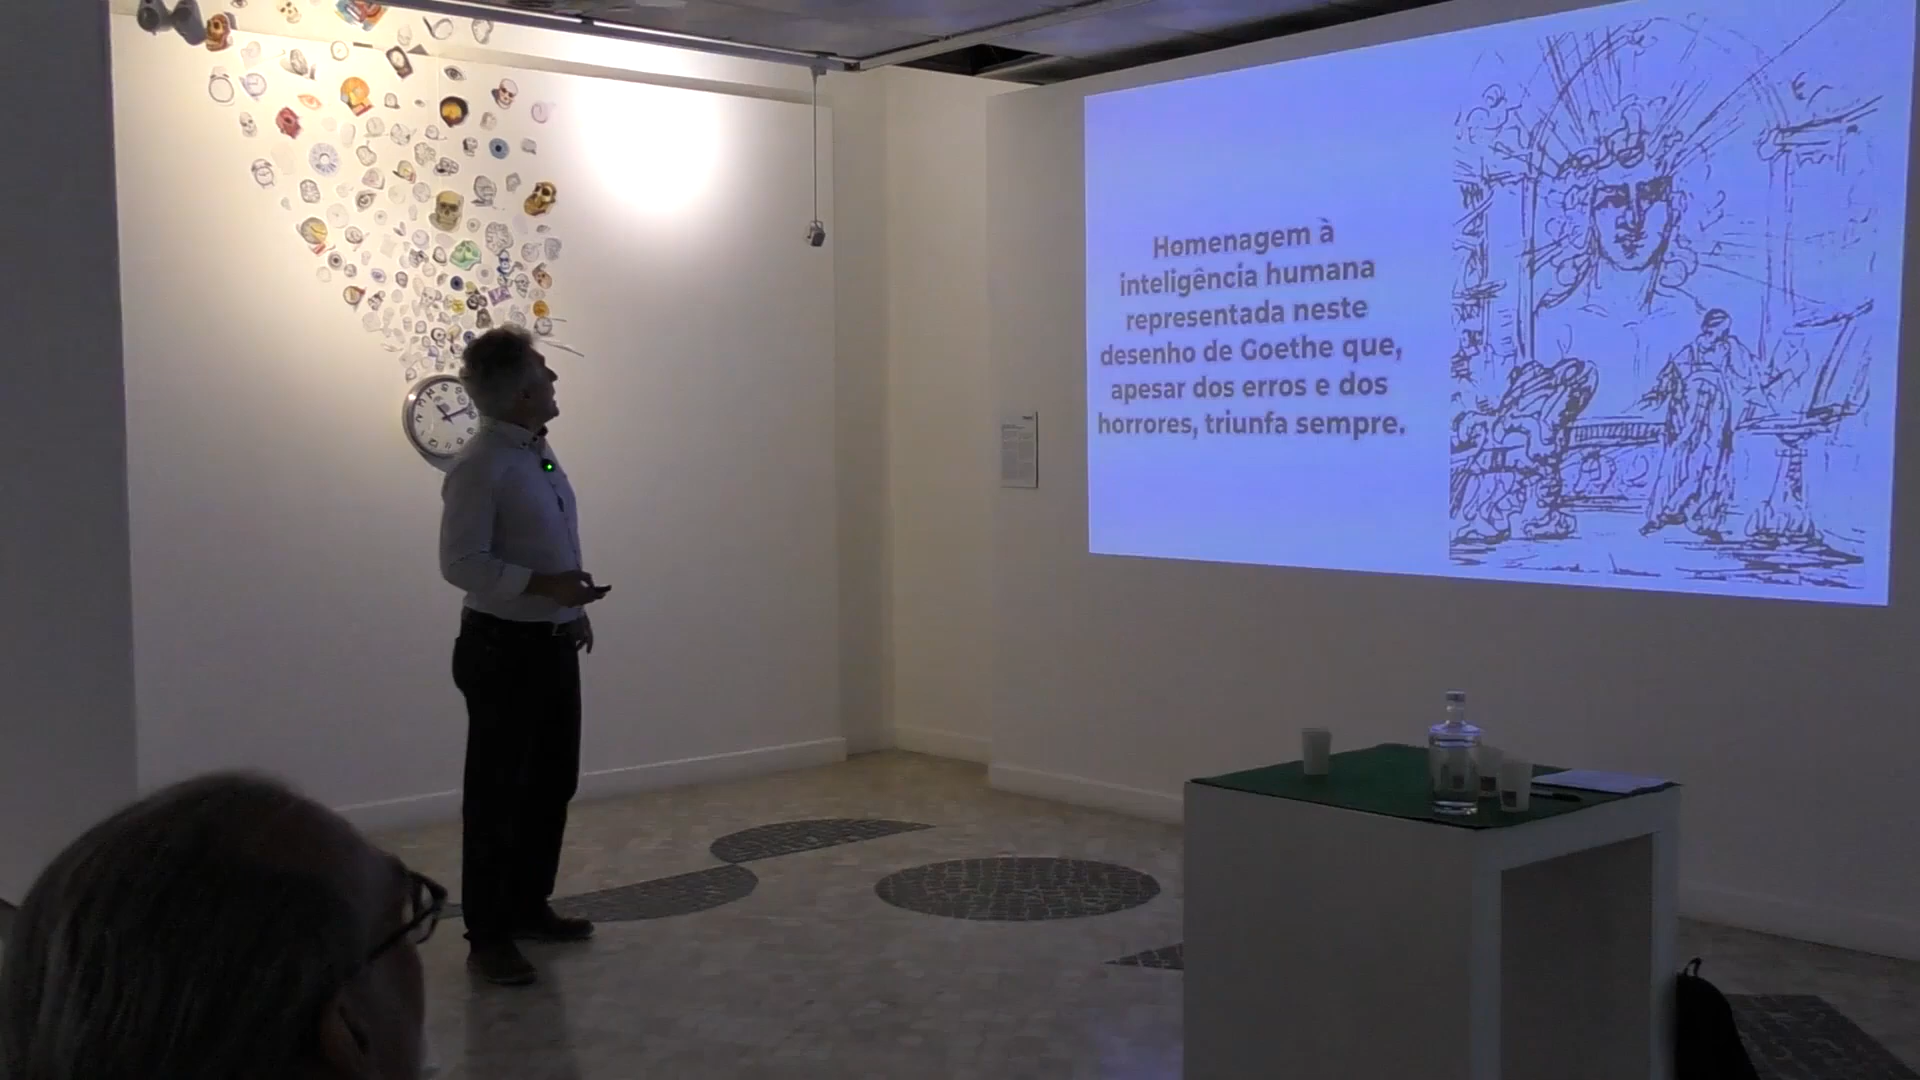 Homenagem à
inteligência humana
representada neste
desenho de Goethe que,
apesar dos erros e dos
horrores, triunfa sempre.